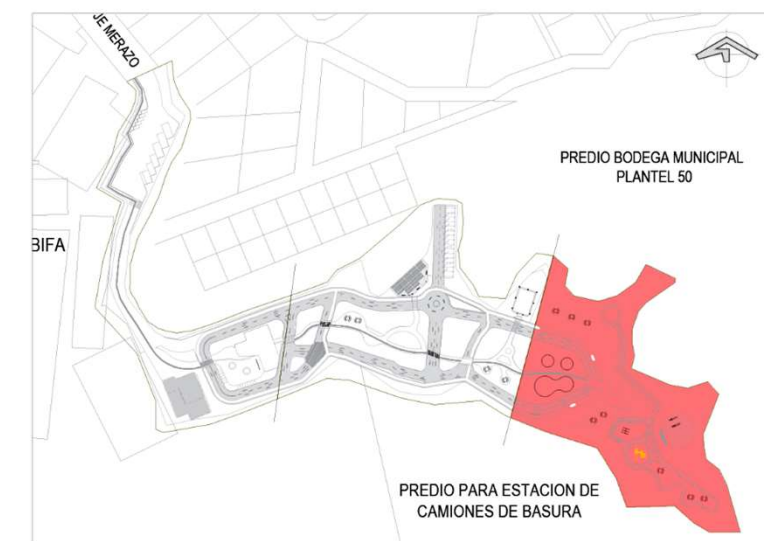 JE MERAZO
PREDIO BODEGA MUNICIPAL
PLANTEL 50
BIFA
PREDIO PARA ESTACION DE
CAMIONES DE BASURA